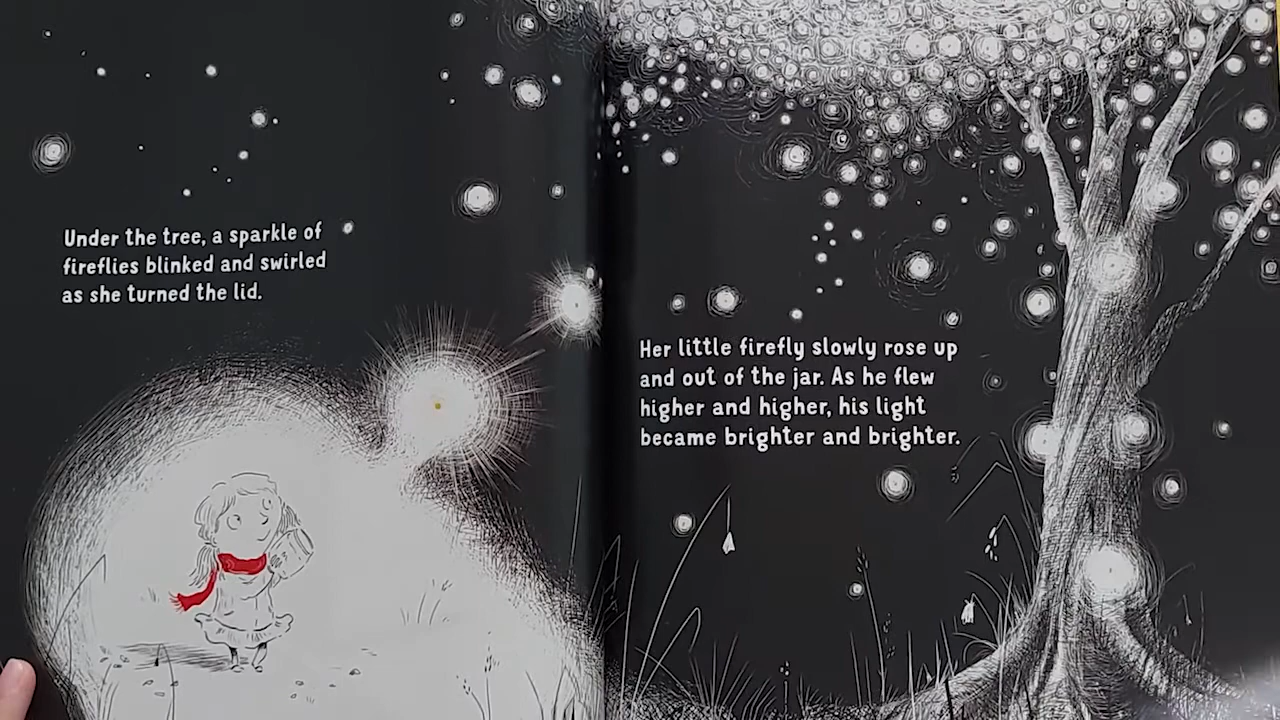 Under the tree, a sparkle of
fireflies blinked and swirled
as she turned the lid.
Her little firefly slowly rose up
and out of the jar. As he flew
higher and higher, his light
became brighter and brighter.